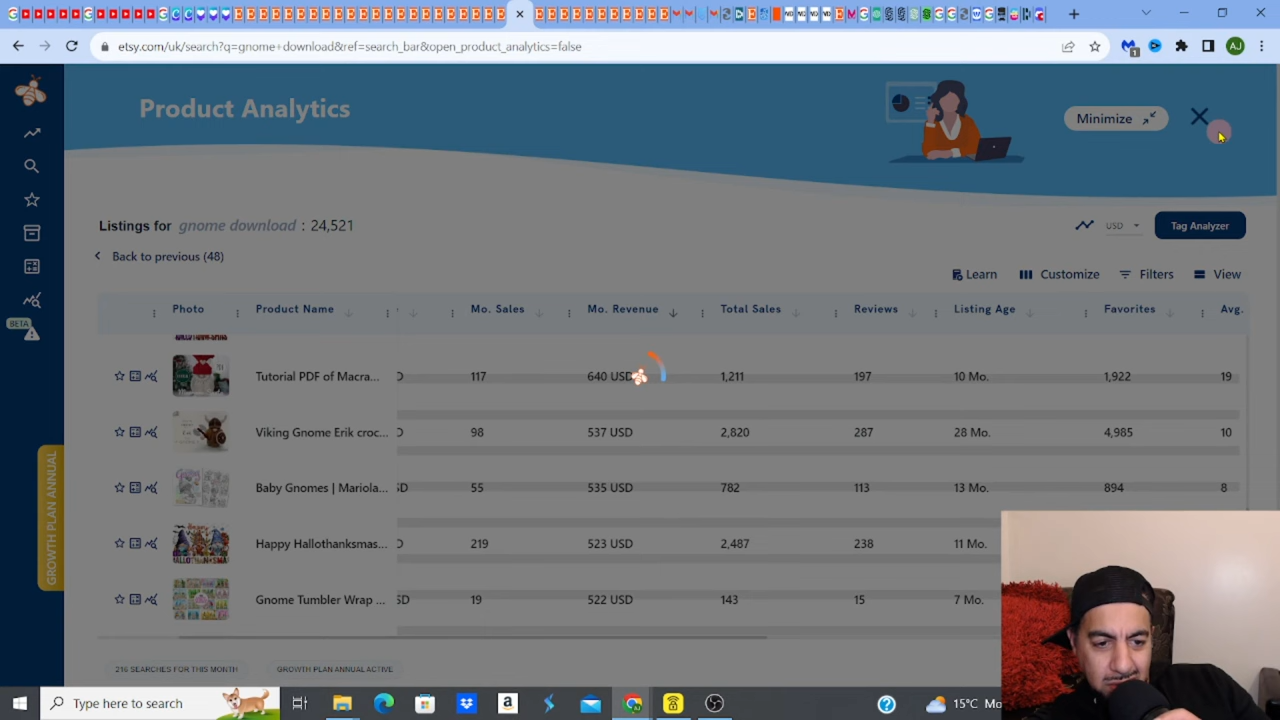 etsy.com/uk/search?q=gnome+download&ref=search_bar&open_product_analytics=false
1
AJ
Product Analytics
Minimize
Listings for gnome download : 24,521
USD
Tag Analyzer
Back to previous (48)
Learn
Customize
Filters
View
Photo Product Name Mo. Sales Mo. Revenue Total Sales Reviews Listing Age Favorites Avg.
Tutorial PDF of Macra... D 117 640 USD 1,211 197 10 Mo. 1,922 19
Viking Gnome Erik croc... D 98 537 USD 2,820 287 28 Mo. 4,985 10
Baby Gnomes | Mariola... SD 55 535 USD 782 113 13 Mo. 894 8
Happy Hallothanksmas... D 219 523 USD 2,487 238 11 Mo.
Gnome Tumbler Wrap ... SD 19 522 USD 143 15 7 Mo.
BETA
GROWTH PLAN ANNUAL
216 SEARCHES FOR THIS MONTH
GROWTH PLAN ANNUAL ACTIVE
Type here to search
15°C Mo